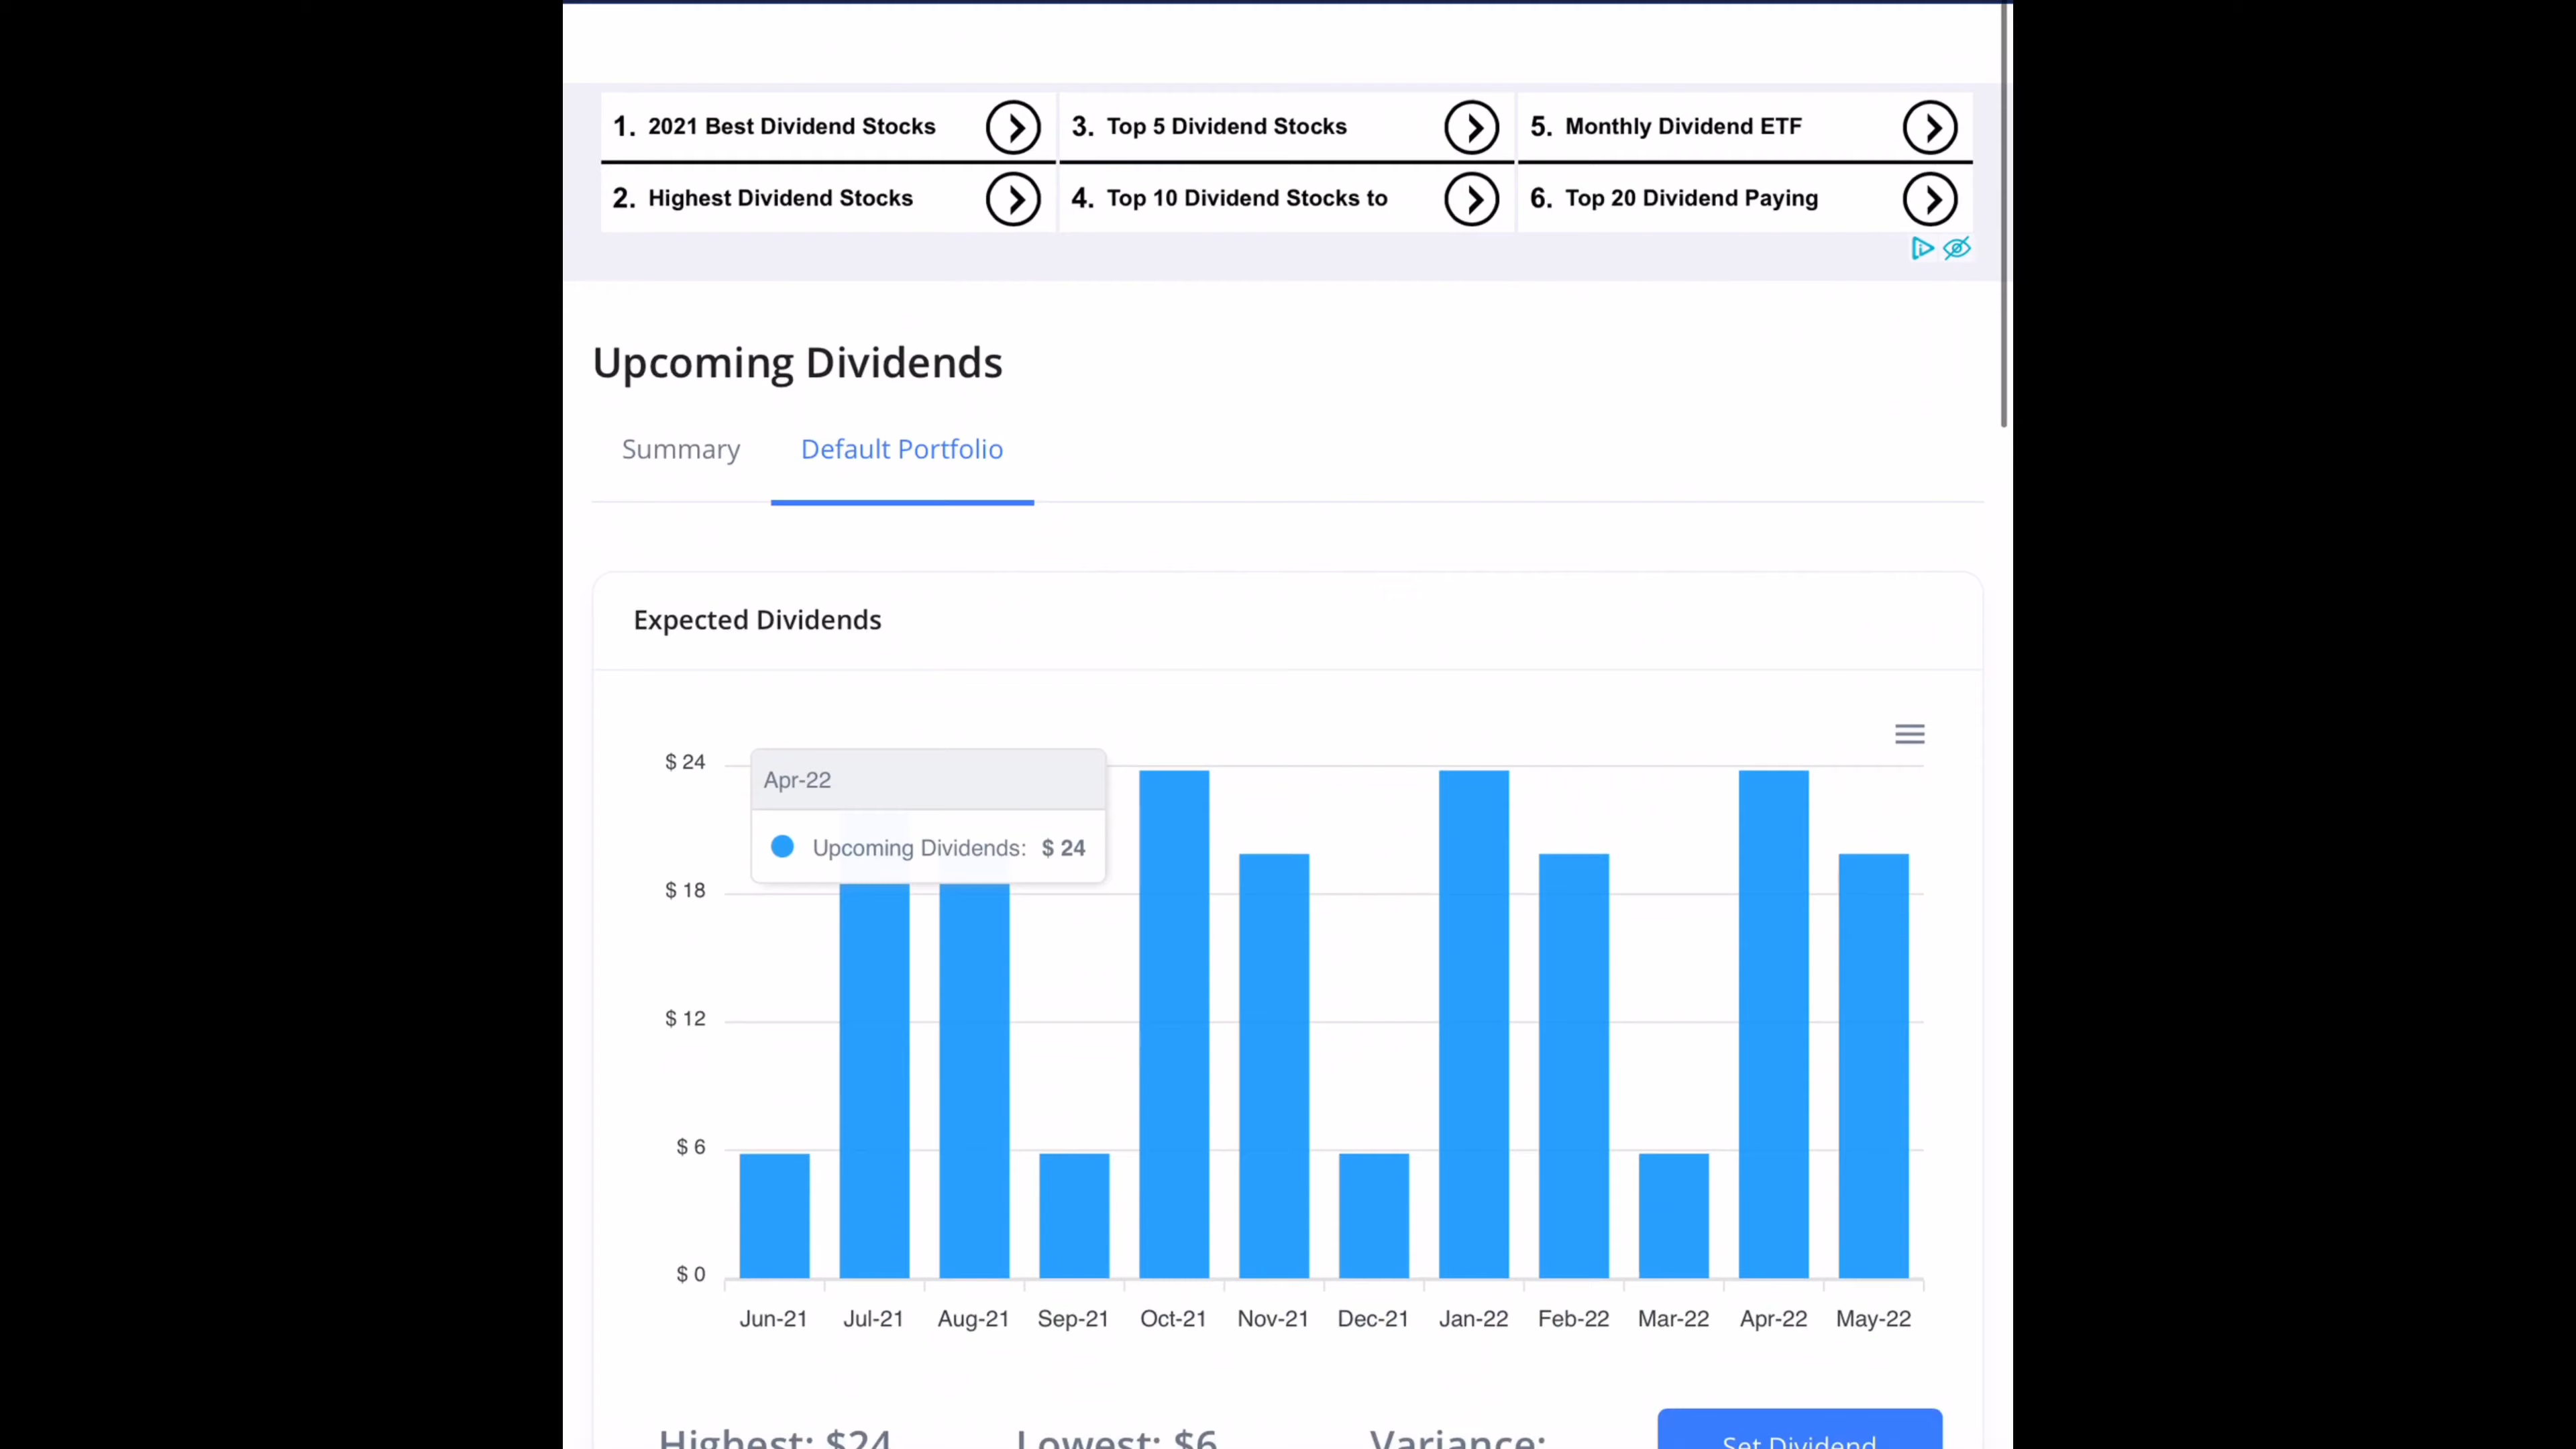 1. 2021 Best Dividend Stocks
2. Highest Dividend Stocks
3. Top 5 Dividend Stocks
4. Top 10 Dividend Stocks to
5. Monthly Dividend ETF
6. Top 20 Dividend Paying
Upcoming Dividends
Summary
Default Portfolio
Expected Dividends
$ 24
$ 18
$ 12
$ 6
$ 0
Apr-22
Upcoming Dividends: $ 24
Jun-21 Jul-21 Aug-21 Sep-21 Oct-21 Nov-21 Dec-21 Jan-22 Feb-22 Mar-22 Apr-22 May-22
Highest: $24
Lowest: $6
Variance:
Set Dividend